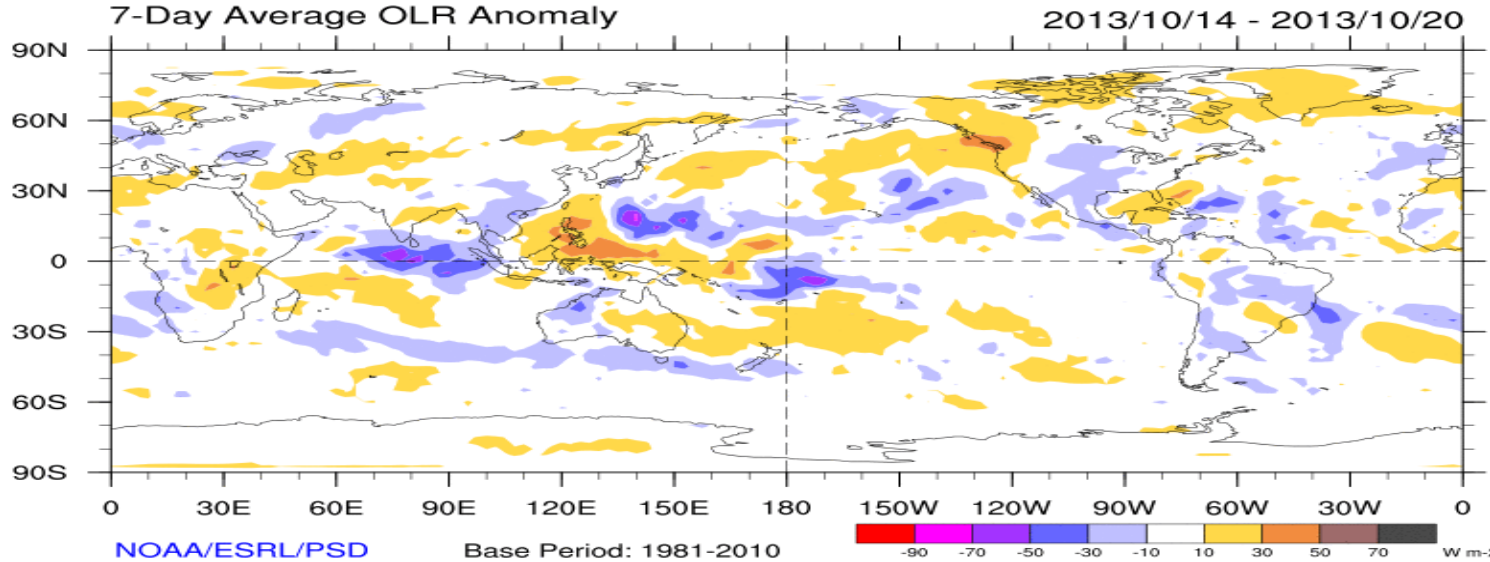 7-Day Average OLR Anomaly 2013/10/14 - 2013/10/20
90N
60N
30N
0
30S
60S
90S
0 30E 60E 90E 120E 150E 180 150W 120W 90W 60W 30W 0
NOAA/ESRL/PSD Base Period: 1981-2010
-90 -70 -50 -30 -10 10 30 50 70 W m-